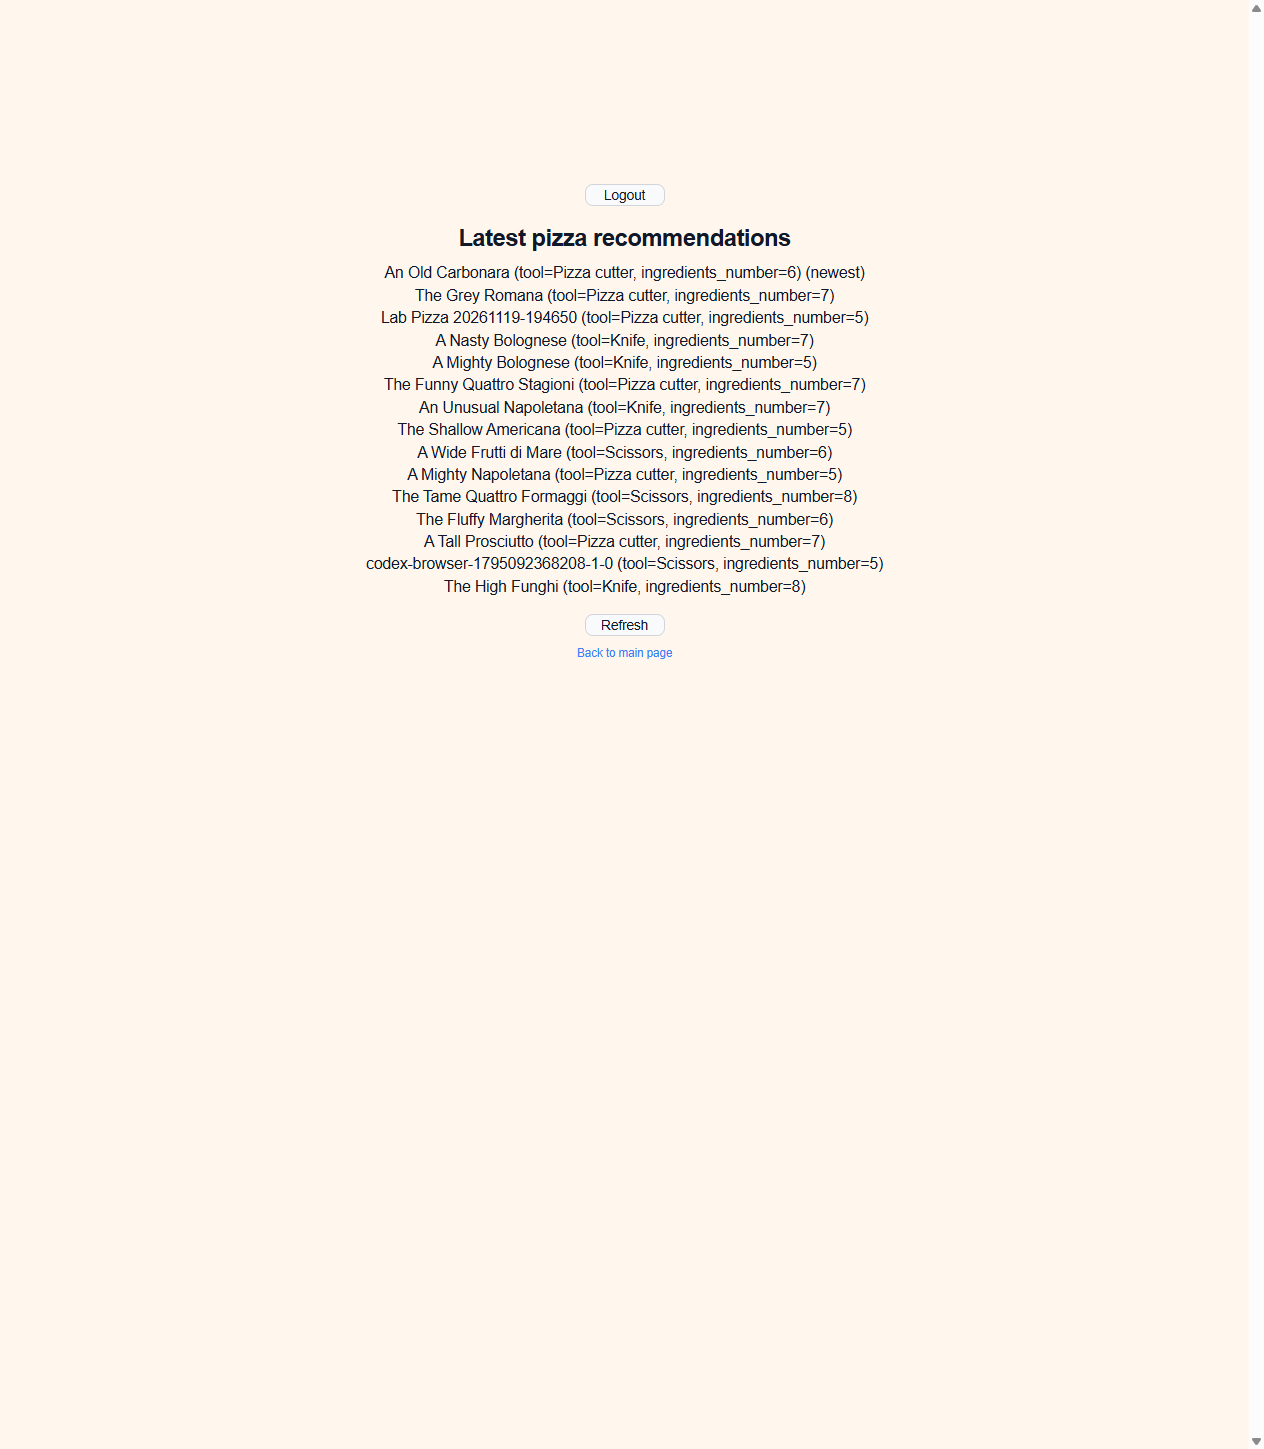 Logout
Latest pizza recommendations
An Old Carbonara (tool=Pizza cutter, ingredients_number=6) (newest)
The Grey Romana (tool=Pizza cutter, ingredients_number=7)
Lab Pizza 20261119-194650 (tool=Pizza cutter, ingredients_number=5)
A Nasty Bolognese (tool=Knife, ingredients_number=7)
A Mighty Bolognese (tool=Knife, ingredients_number=5)
The Funny Quattro Stagioni (tool=Pizza cutter, ingredients_number=7)
An Unusual Napoletana (tool=Knife, ingredients_number=7)
The Shallow Americana (tool=Pizza cutter, ingredients_number=5)
A Wide Frutti di Mare (tool=Scissors, ingredients_number=6)
A Mighty Napoletana (tool=Pizza cutter, ingredients_number=5)
The Tame Quattro Formaggi (tool=Scissors, ingredients_number=8)
The Fluffy Margherita (tool=Scissors, ingredients_number=6)
A Tall Prosciutto (tool=Pizza cutter, ingredients_number=7)
codex-browser-1795092368208-1-0 (tool=Scissors, ingredients_number=5)
The High Funghi (tool=Knife, ingredients_number=8)
Refresh
Back to main page